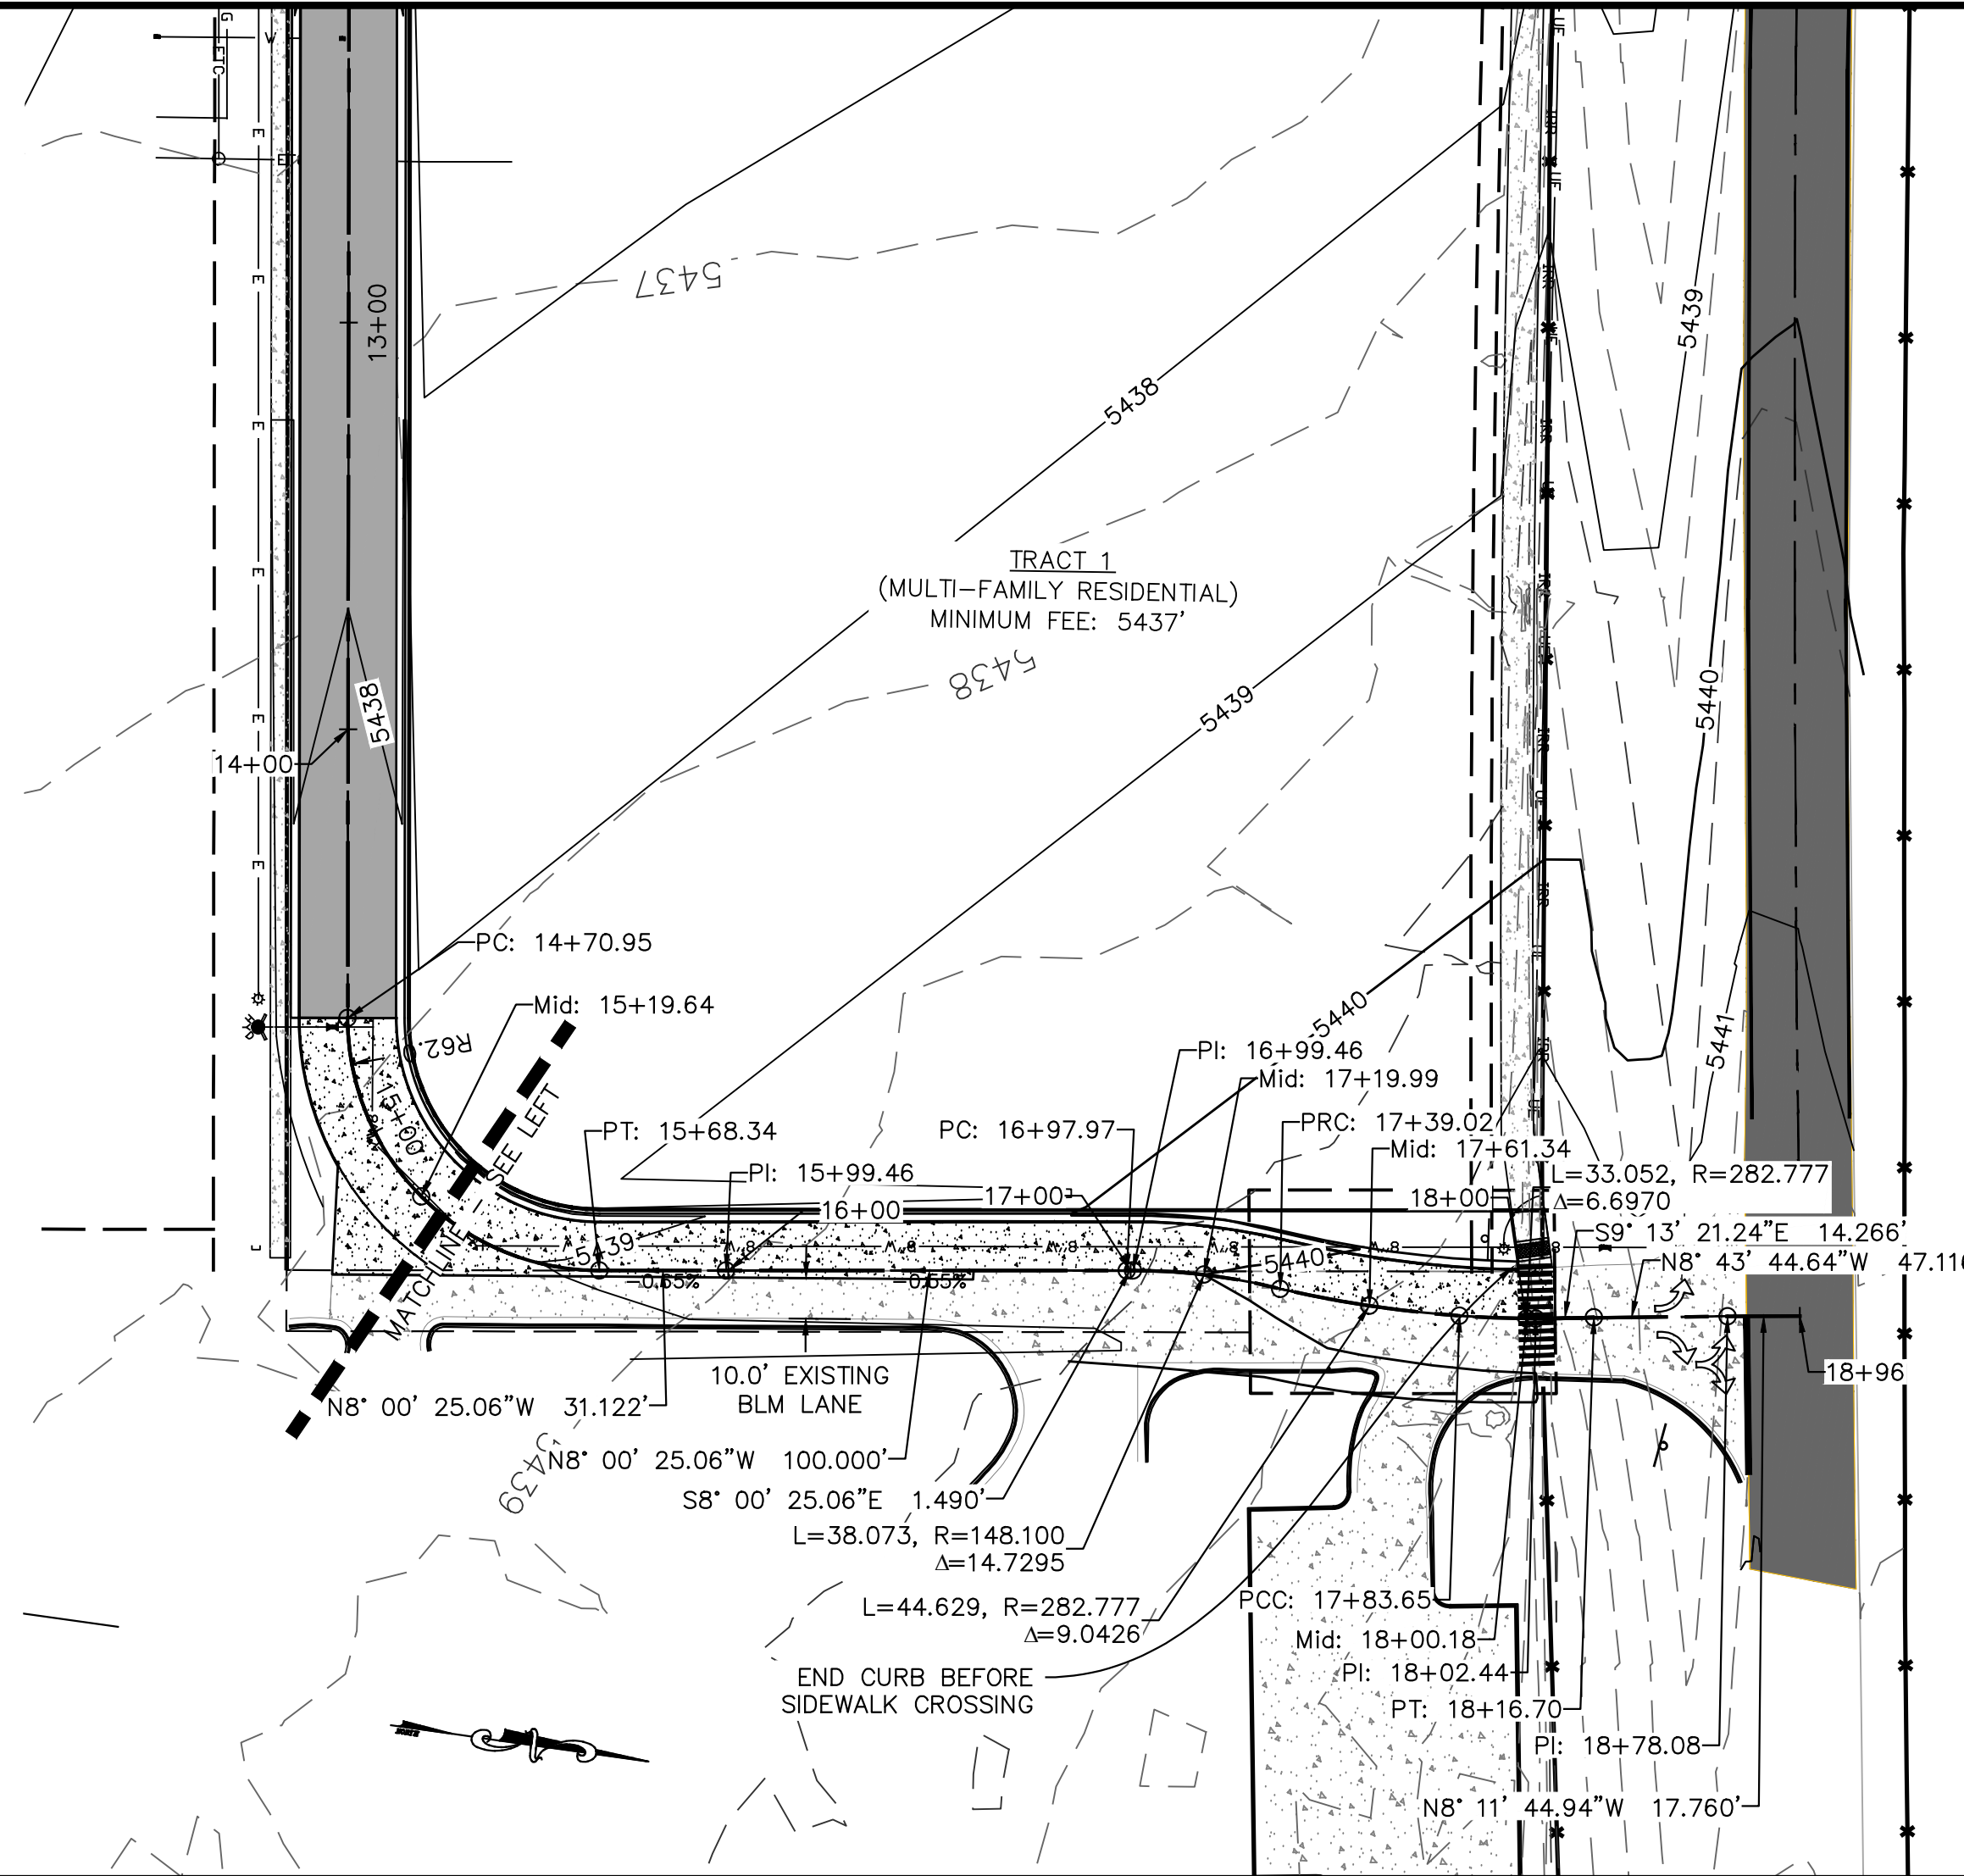 G
ETC
W
E
ET
E
13+00
5437
E
5438
5439
IRR
UE
TRACT 1
(MULTI-FAMILY RESIDENTIAL)
MINIMUM FEE: 5437'
5438
5439
5440
5438
14+00
E
PC: 14+70.95
Mid: 15+19.64
R62.
15+00
5440
5441
PI: 16+99.46
Mid: 17+19.99
PT: 15+68.34
PC: 16+97.97
PRC: 17+39.02
Mid: 17+61.34
PI: 15+99.46
L=33.052, R=282.777
Δ=6.6970
16+00
17+00
18+00
SEE LEFT
MATCHLINE
S9° 13' 21.24"E 14.266'
N8° 43' 44.64"W 47.116
5439
5440
-0.65%
-0.65%
18+96
10.0' EXISTING
BLM LANE
N8° 00' 25.06"W 31.122'
N8° 00' 25.06"W 100.000'
5439
S8° 00' 25.06"E 1.490'
L=38.073, R=148.100
Δ=14.7295
L=44.629, R=282.777
Δ=9.0426
PCC: 17+83.65
Mid: 18+00.18
END CURB BEFORE
SIDEWALK CROSSING
PI: 18+02.44
PT: 18+16.70
PI: 18+78.08
N8° 11' 44.94"W 17.760'
NORTH